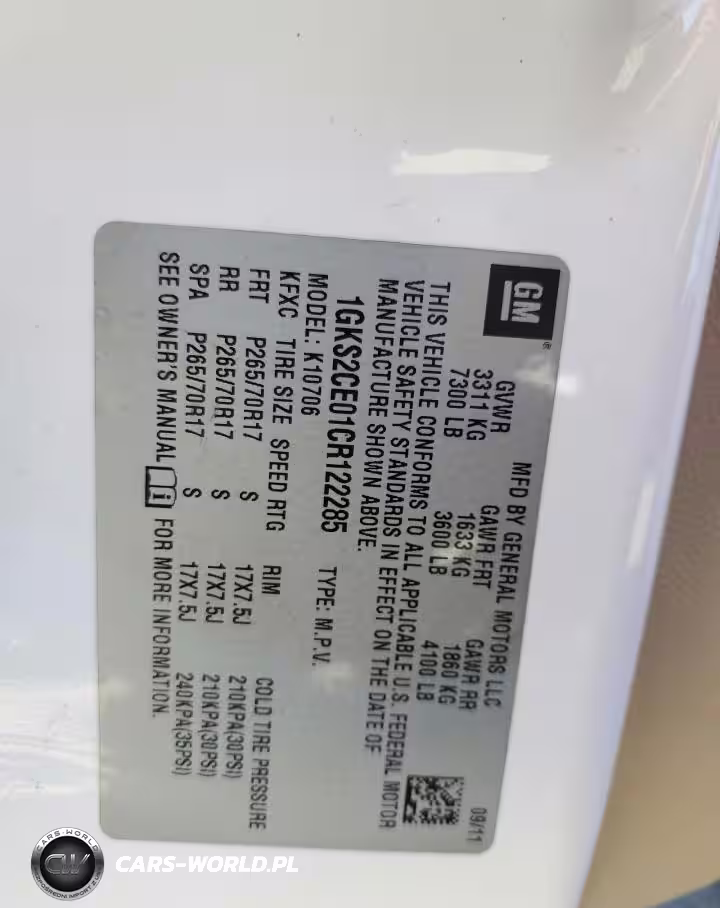 GM®
MFD BY GENERAL MOTORS LLC 09/11
GVWR GAWR FRT GAWR RR
3311 KG 1633 KG 1860 KG
7300 LB 3600 LB 4100 LB
THIS VEHICLE CONFORMS TO ALL APPLICABLE U.S. FEDERAL MOTOR
VEHICLE SAFETY STANDARDS IN EFFECT ON THE DATE OF
MANUFACTURE SHOWN ABOVE.
1GKS2CE01CR122285 TYPE: M.P.V.
MODEL: K10706
KFXC TIRE SIZE SPEED RTG RIM COLD TIRE PRESSURE
FRT P265/70R17 S 17X7.5J 210KPA(30PSI)
RR P265/70R17 S 17X7.5J 210KPA(30PSI)
SPA P265/70R17 S 17X7.5J 240KPA(35PSI)
SEE OWNER'S MANUAL FOR MORE INFORMATION.
CARS-WORLD
CW
CARS-WORLD.PL